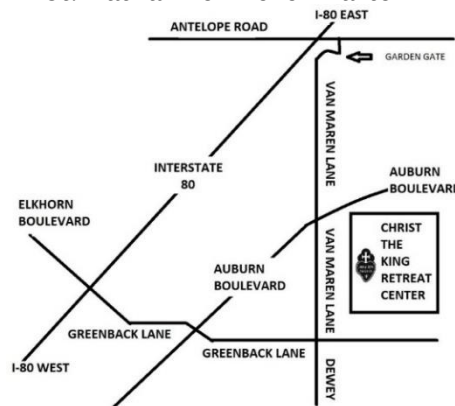 I-80 EAST
ANTELOPE ROAD
GARDEN GATE
VAN MAREN LANE
INTERSTATE
80
AUBURN
BOULEVARD
ELKHORN
BOULEVARD
CHRIST
THE
KING
RETREAT
CENTER
VAN MAREN LANE
AUBURN
BOULEVARD
GREENBACK LANE
GREENBACK LANE
I-80 WEST
DEWEY